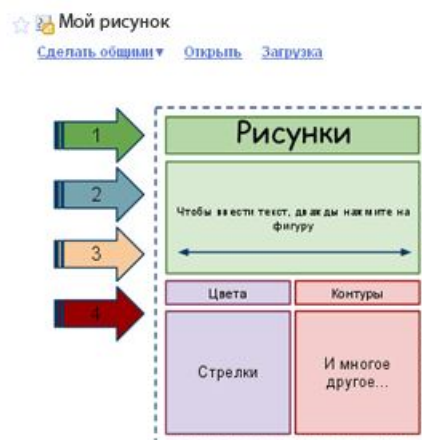 Мой рисунок
Сделать общими Открыть Загрузка
1
Рисунки
2
Чтобы ввести текст, дважды нажмите на
фигуру
3
Цвета Контуры
4
Стрелки
И многое
другое...